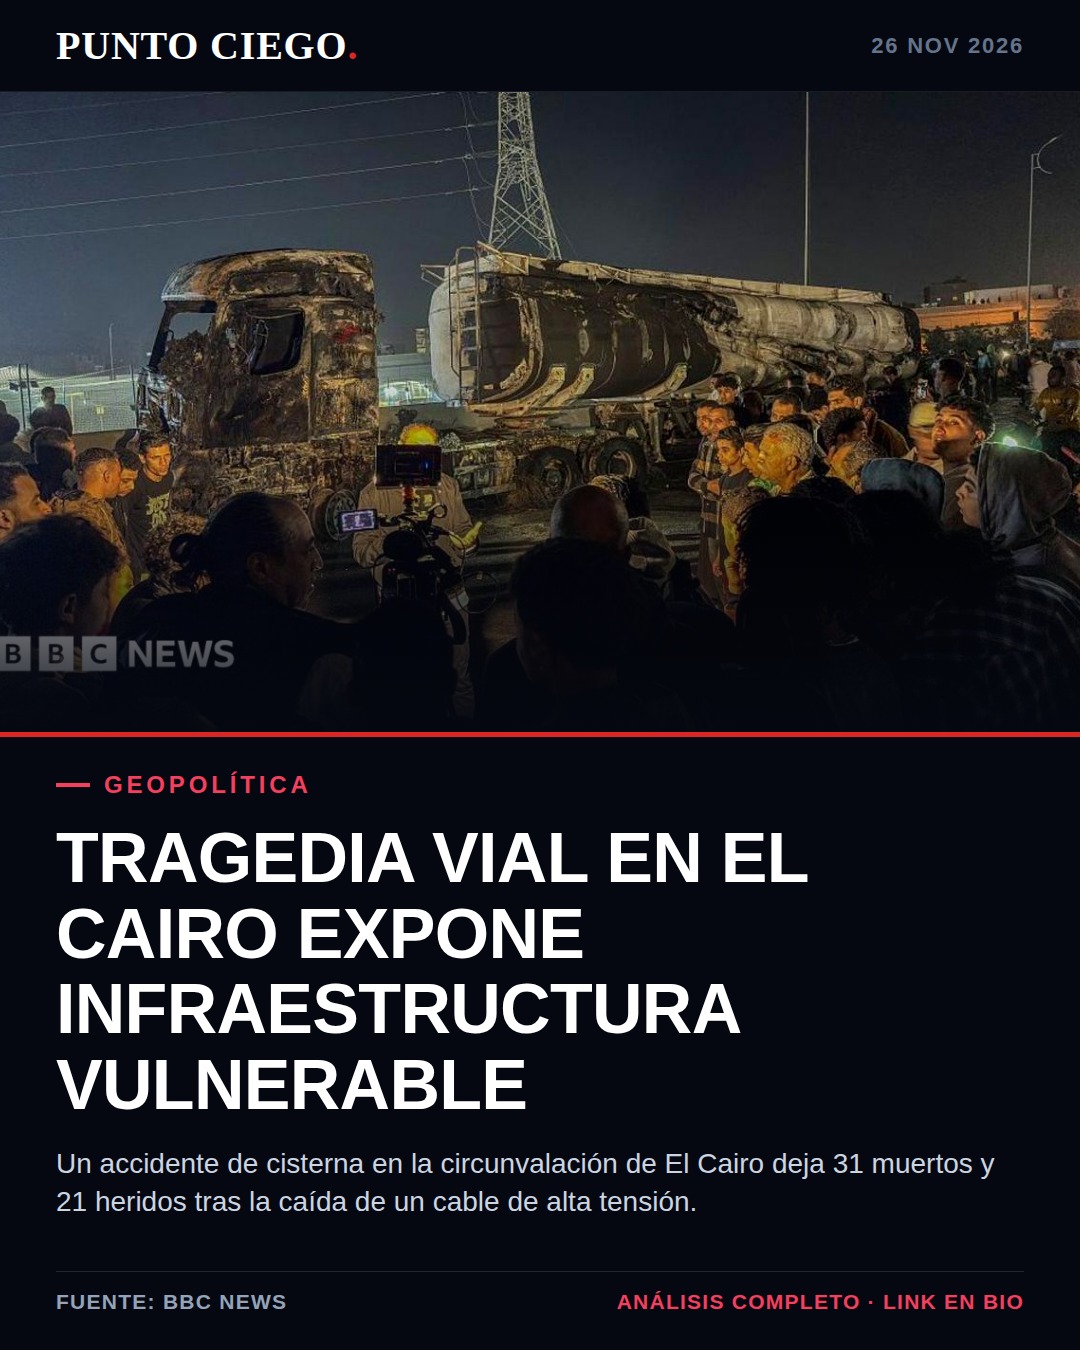 PUNTO CIEGO.
26 NOV 2026
BBC NEWS
GEOPOLÍTICA
TRAGEDIA VIAL EN EL
CAIRO EXPONE
INFRAESTRUCTURA
VULNERABLE
Un accidente de cisterna en la circunvalación de El Cairo deja 31 muertos y
21 heridos tras la caída de un cable de alta tensión.
FUENTE: BBC NEWS
ANÁLISIS COMPLETO · LINK EN BIO